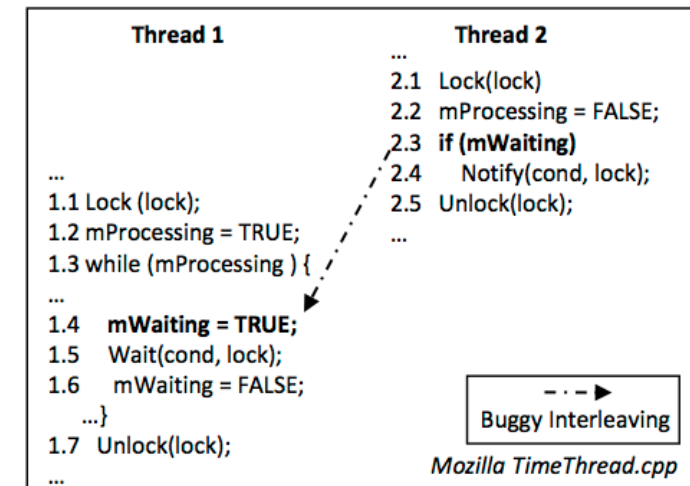 Thread 1
...
1.1 Lock (lock);
1.2 mProcessing = TRUE;
1.3 while (mProcessing ) {
...
1.4 mWaiting = TRUE;
1.5 Wait(cond, lock);
1.6 mWaiting = FALSE;
...}
1.7 Unlock(lock);
...
Thread 2
...
2.1 Lock(lock)
2.2 mProcessing = FALSE;
2.3 if (mWaiting)
2.4 Notify(cond, lock);
2.5 Unlock(lock);
...
Buggy Interleaving
Mozilla TimeThread.cpp